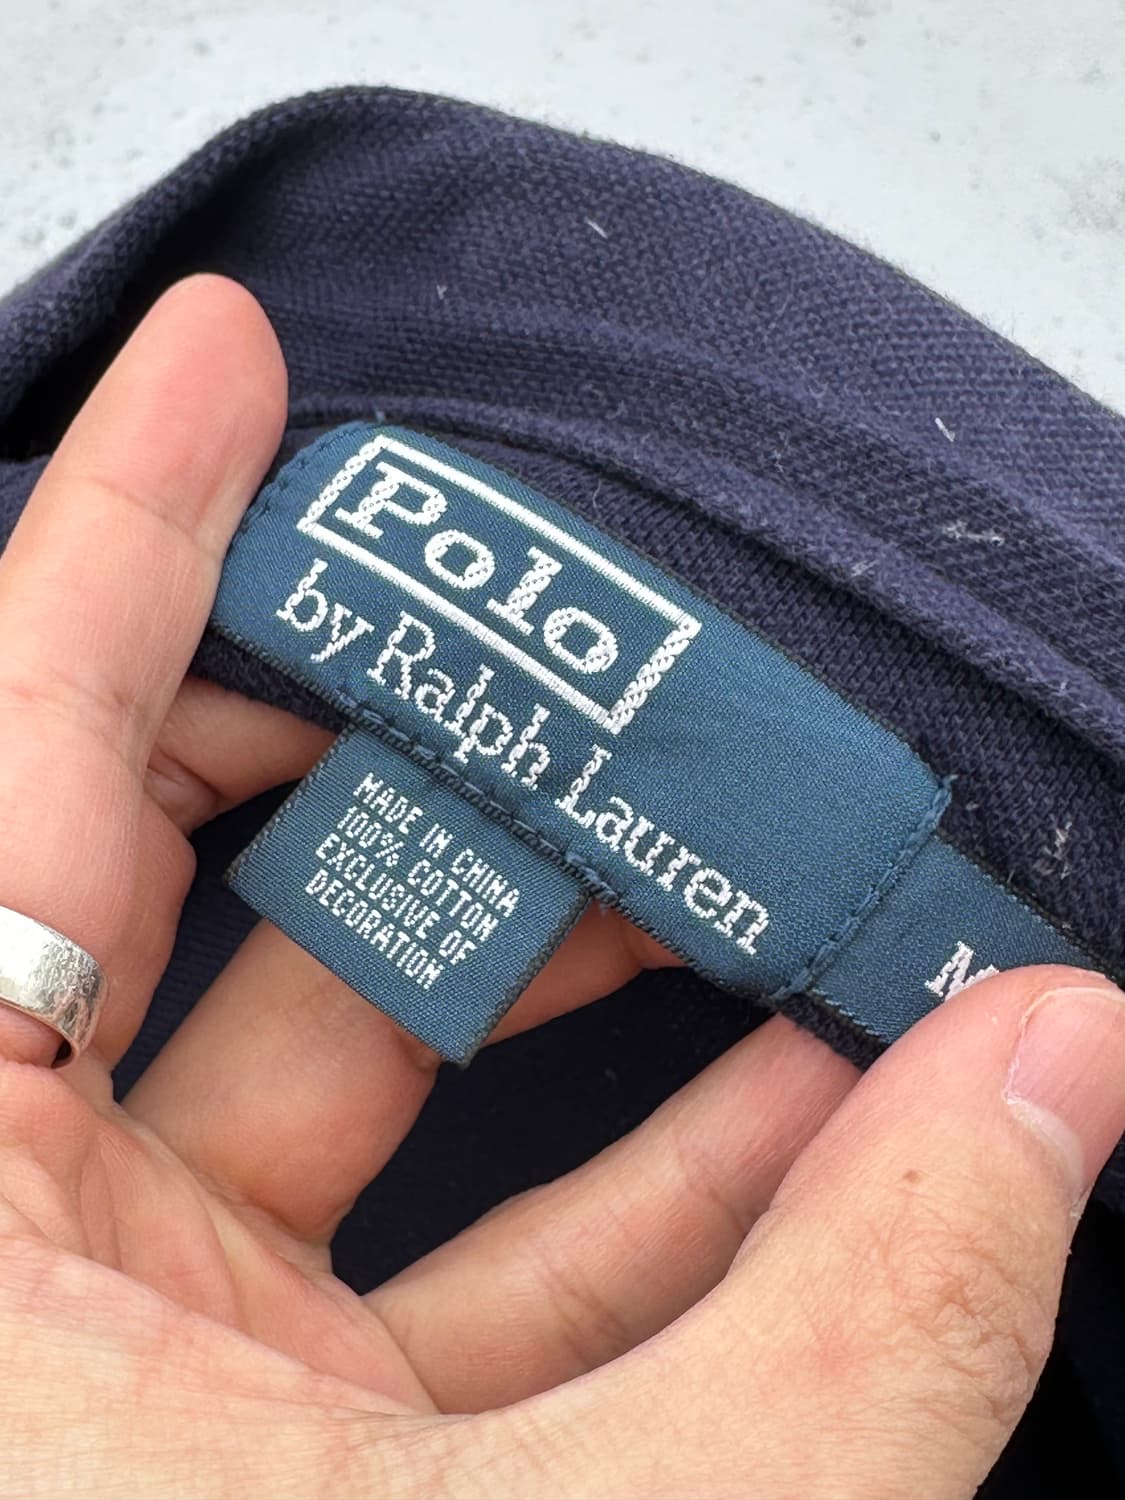 Polo
by Ralph Lauren
MADE IN CHINA
100% COTTON
EXCLUSIVE OF
DECORATION
M